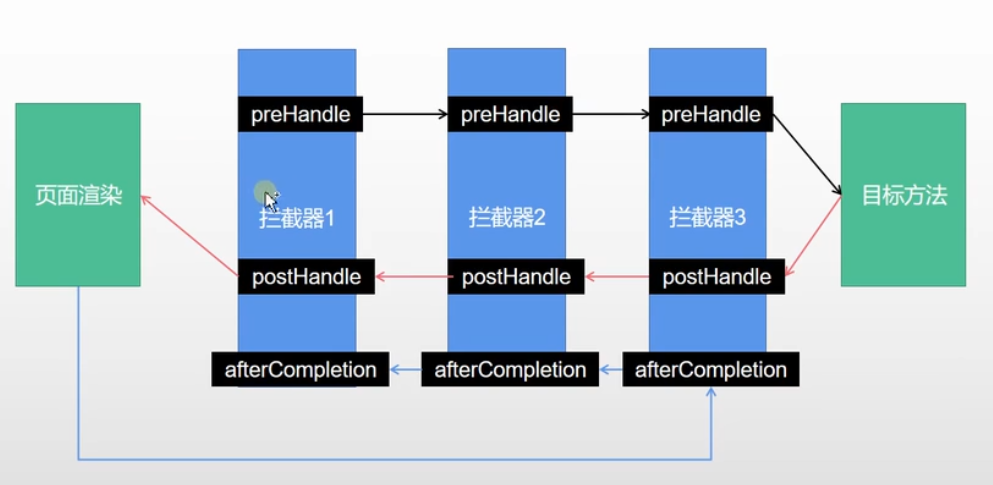 preHandle
preHandle
preHandle
页面渲染
拦截器1
拦截器2
拦截器3
目标方法
postHandle
postHandle
postHandle
afterCompletion
afterCompletion
afterCompletion